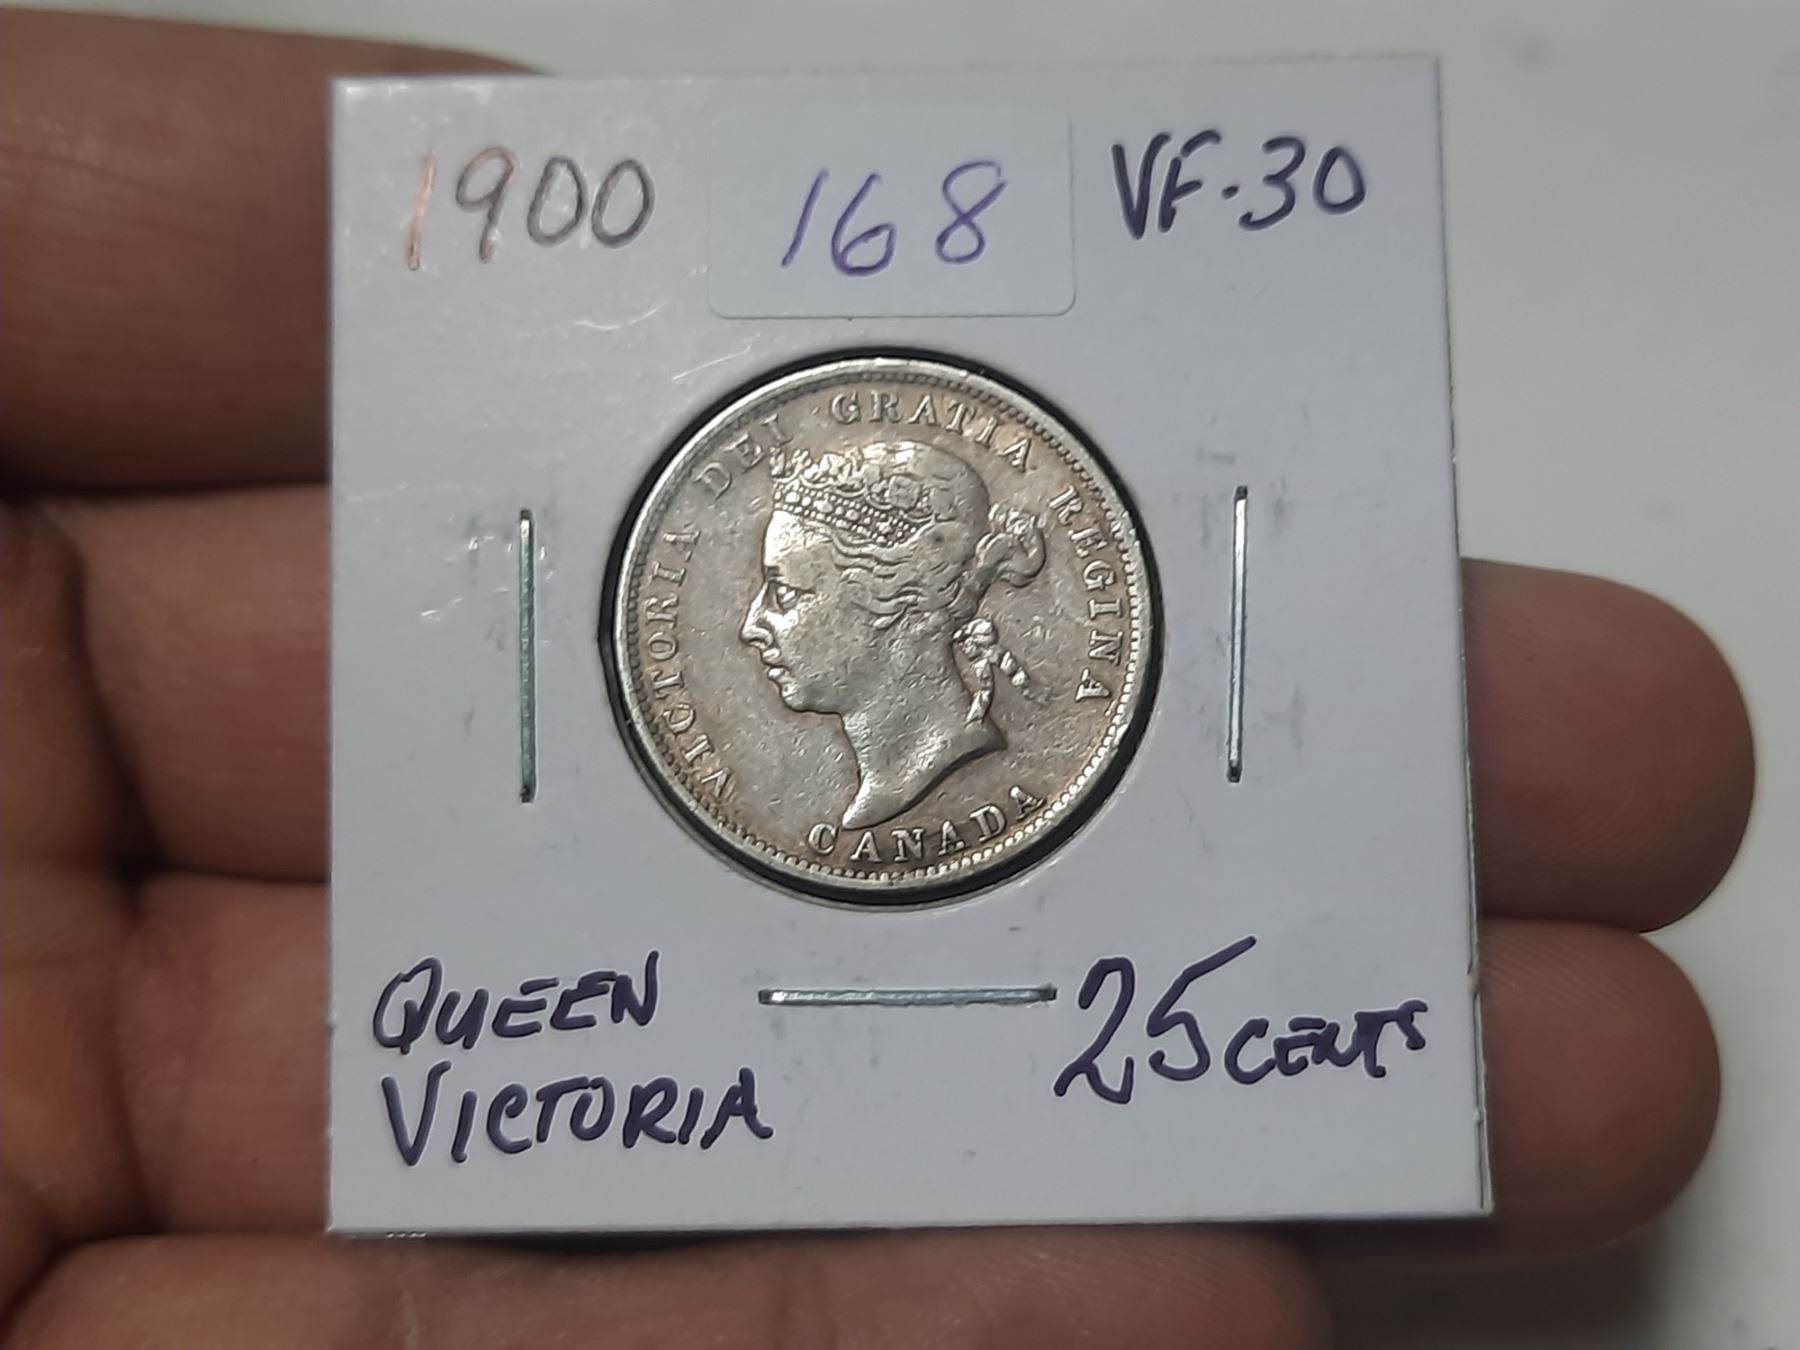 1900 168 VF-30
VICTORIA DEI GRATIA REGINA
CANADA
QUEEN
VICTORIA
25 CENTS